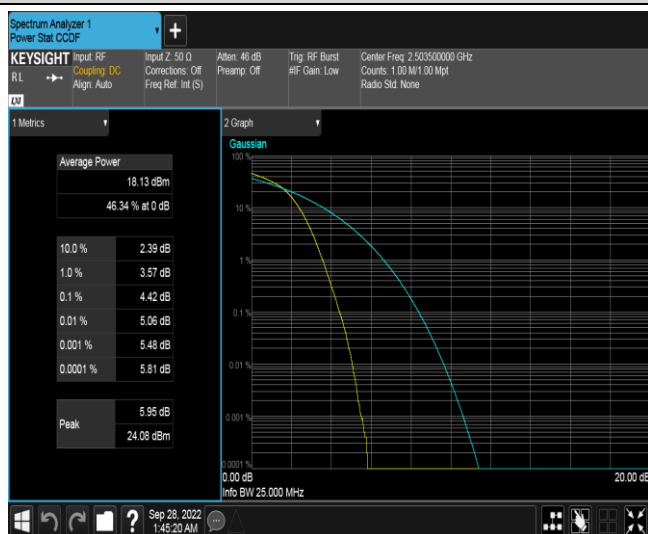 Spectrum Analyzer 1
Power Stat CCDF
KEYSIGHT
R L
LXI
Input: RF
Coupling: DC
Align: Auto
Input Z: 50 Ω
Corrections: Off
Freq Ref: Int (S)
Atten: 46 dB
Preamp: Off
Trig: RF Burst
#IF Gain: Low
Center Freq: 2.503500000 GHz
Counts: 1.00 M/1.00 Mpt
Radio Std: None
1 Metrics
Average Power
18.13 dBm
46.34 % at 0 dB
10.0 % 2.39 dB
1.0 % 3.57 dB
0.1 % 4.42 dB
0.01 % 5.06 dB
0.001 % 5.48 dB
0.0001 % 5.81 dB
Peak 5.95 dB
24.08 dBm
2 Graph
Gaussian
100 %
10 %
1 %
0.1 %
0.01 %
0.001 %
0.0001 %
0.00 dB 20.00 dB
Info BW 25.000 MHz
?
Sep 28, 2022
1:45:20 AM